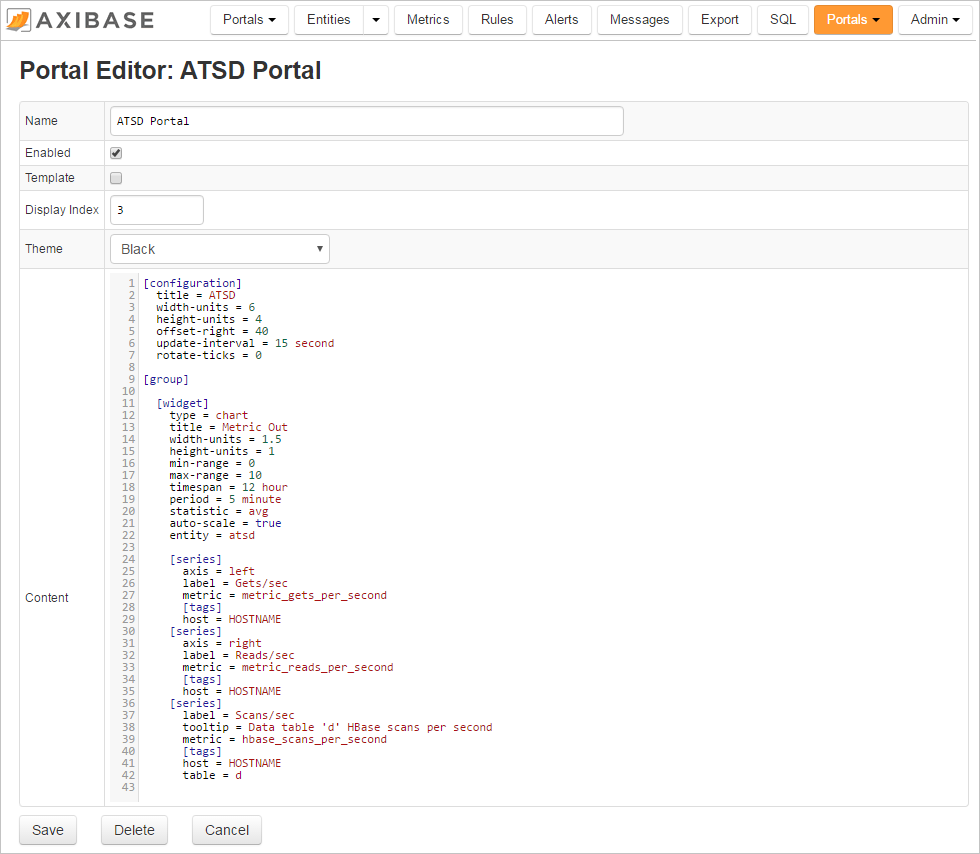 AXIBASE
Portals Entities Metrics Rules Alerts Messages Export SQL Portals Admin
Portal Editor: ATSD Portal
Name ATSD Portal
Enabled
Template
Display Index 3
Theme Black
Content
1 [configuration]
2 title = ATSD
3 width-units = 6
4 height-units = 4
5 offset-right = 40
6 update-interval = 15 second
7 rotate-ticks = 0
8
9 [group]
10
11 [widget]
12 type = chart
13 title = Metric Out
14 width-units = 1.5
15 height-units = 1
16 min-range = 0
17 max-range = 10
18 timespan = 12 hour
19 period = 5 minute
20 statistic = avg
21 auto-scale = true
22 entity = atsd
23
24 [series]
25 axis = left
26 label = Gets/sec
27 metric = metric_gets_per_second
28 [tags]
29 host = HOSTNAME
30 [series]
31 axis = right
32 label = Reads/sec
33 metric = metric_reads_per_second
34 [tags]
35 host = HOSTNAME
36 [series]
37 label = Scans/sec
38 tooltip = Data table 'd' HBase scans per second
39 metric = hbase_scans_per_second
40 [tags]
41 host = HOSTNAME
42 table = d
43
Save Delete Cancel